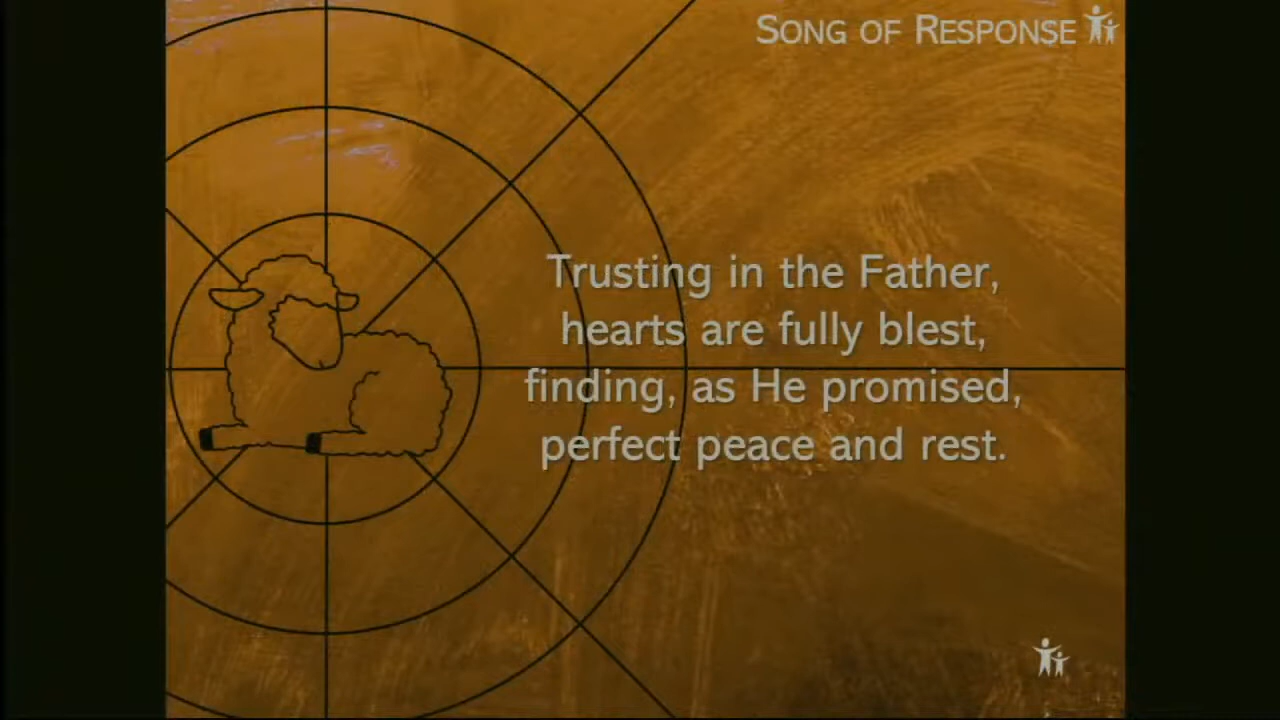 SONG OF RESPONSE
Trusting in the Father,
hearts are fully blest,
finding, as He promised,
perfect peace and rest.